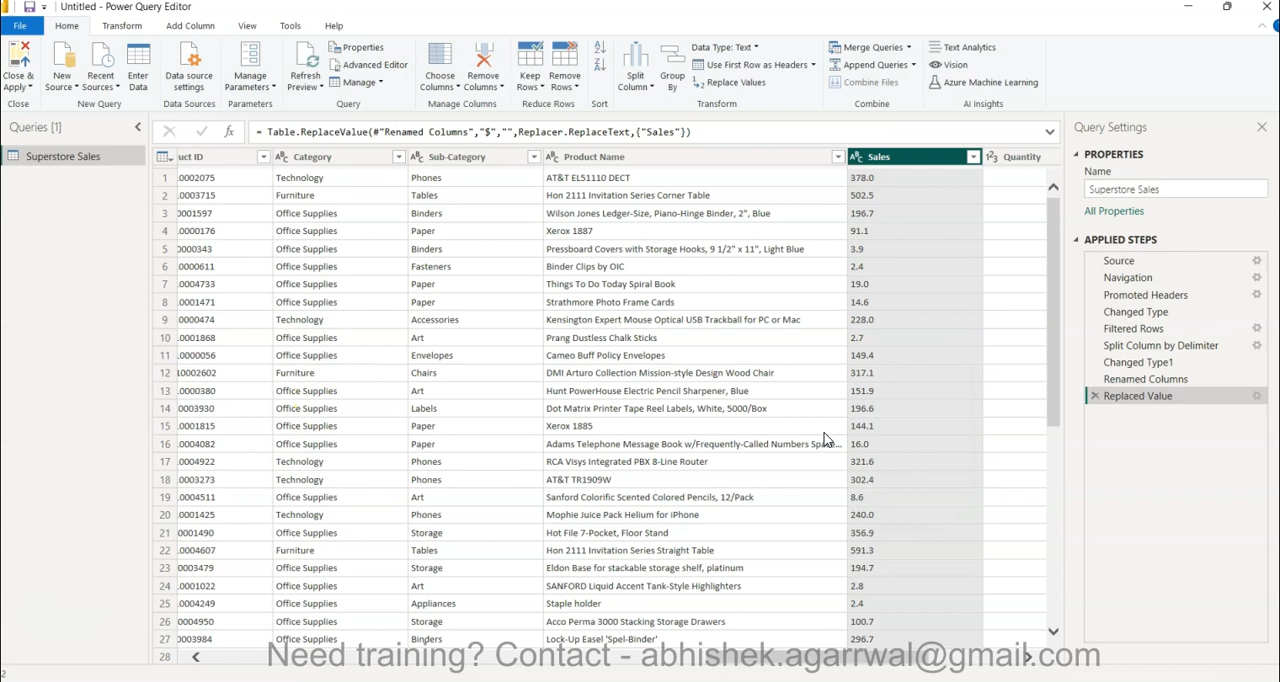 Untitled - Power Query Editor
File Home Transform Add Column View Tools Help
Close & Apply
New Source
Recent Sources
Enter Data
Data source settings
Manage Parameters
Refresh Preview
Properties
Advanced Editor
Manage
Choose Columns
Remove Columns
Keep Rows
Remove Rows
Split Column
Group By
Data Type: Text
Use First Row as Headers
Replace Values
Merge Queries
Append Queries
Combine Files
Text Analytics
Vision
Azure Machine Learning
Close New Query Data Sources Parameters Query Manage Columns Reduce Rows Sort Transform Combine AI Insights
Queries [1]
Superstore Sales
= Table.ReplaceValue(#"Renamed Columns","$","",Replacer.ReplaceText,{"Sales"})
uct ID Category Sub-Category Product Name Sales Quantity
1 .0002075 Technology Phones AT&T EL51110 DECT 378.0
2 .0003715 Furniture Tables Hon 2111 Invitation Series Corner Table 502.5
3 0001597 Office Supplies Binders Wilson Jones Ledger-Size, Piano-Hinge Binder, 2", Blue 196.7
4 .0000176 Office Supplies Paper Xerox 1887 91.1
5 .0000343 Office Supplies Binders Pressboard Covers with Storage Hooks, 9 1/2" x 11", Light Blue 3.9
6 .0000611 Office Supplies Fasteners Binder Clips by OIC 2.4
7 .0004733 Office Supplies Paper Things To Do Today Spiral Book 19.0
8 .0001471 Office Supplies Paper Strathmore Photo Frame Cards 14.6
9 .0000474 Technology Accessories Kensington Expert Mouse Optical USB Trackball for PC or Mac 228.0
10 .0001868 Office Supplies Art Prang Dustless Chalk Sticks 2.7
11 .0000056 Office Supplies Envelopes Cameo Buff Policy Envelopes 149.4
12 10002602 Furniture Chairs DMI Arturo Collection Mission-style Design Wood Chair 317.1
13 .0000380 Office Supplies Art Hunt PowerHouse Electric Pencil Sharpener, Blue 151.9
14 0003930 Office Supplies Labels Dot Matrix Printer Tape Reel Labels, White, 5000/Box 196.6
15 .0001815 Office Supplies Paper Xerox 1885 144.1
16 .0004082 Office Supplies Paper Adams Telephone Message Book w/Frequently-Called Numbers 16.0
17 .0004922 Technology Phones RCA Visys Integrated PBX 8-Line Router 321.6
18 .0003273 Technology Phones AT&T TR1909W 302.4
19 .0004511 Office Supplies Art Sanford Colorific Scented Colored Pencils, 12/Pack 8.6
20 .0001425 Technology Phones Mophie Juice Pack Helium for iPhone 240.0
21 .0001490 Office Supplies Storage Hot File 7-Pocket, Floor Stand 356.9
22 .0004607 Furniture Tables Hon 2111 Invitation Series Straight Table 591.3
23 0003479 Office Supplies Storage Eldon Base for stackable storage shelf, platinum 194.7
24 .0001022 Office Supplies Art SANFORD Liquid Accent Tank-Style Highlighters 2.8
25 .0004249 Office Supplies Appliances Staple holder 2.4
26 .0004950 Office Supplies Storage Acco Perma 3000 Stacking Storage Drawers 100.7
27 0003984 Office Supplies Binders Lock-Up Easel 'Spel-Binder' 296.7
28
Query Settings
PROPERTIES
Name
Superstore Sales
All Properties
APPLIED STEPS
Source
Navigation
Promoted Headers
Changed Type
Filtered Rows
Split Column by Delimiter
Changed Type1
Renamed Columns
Replaced Value
Need training? Contact - abhishek.agarrwal@gmail.com
2